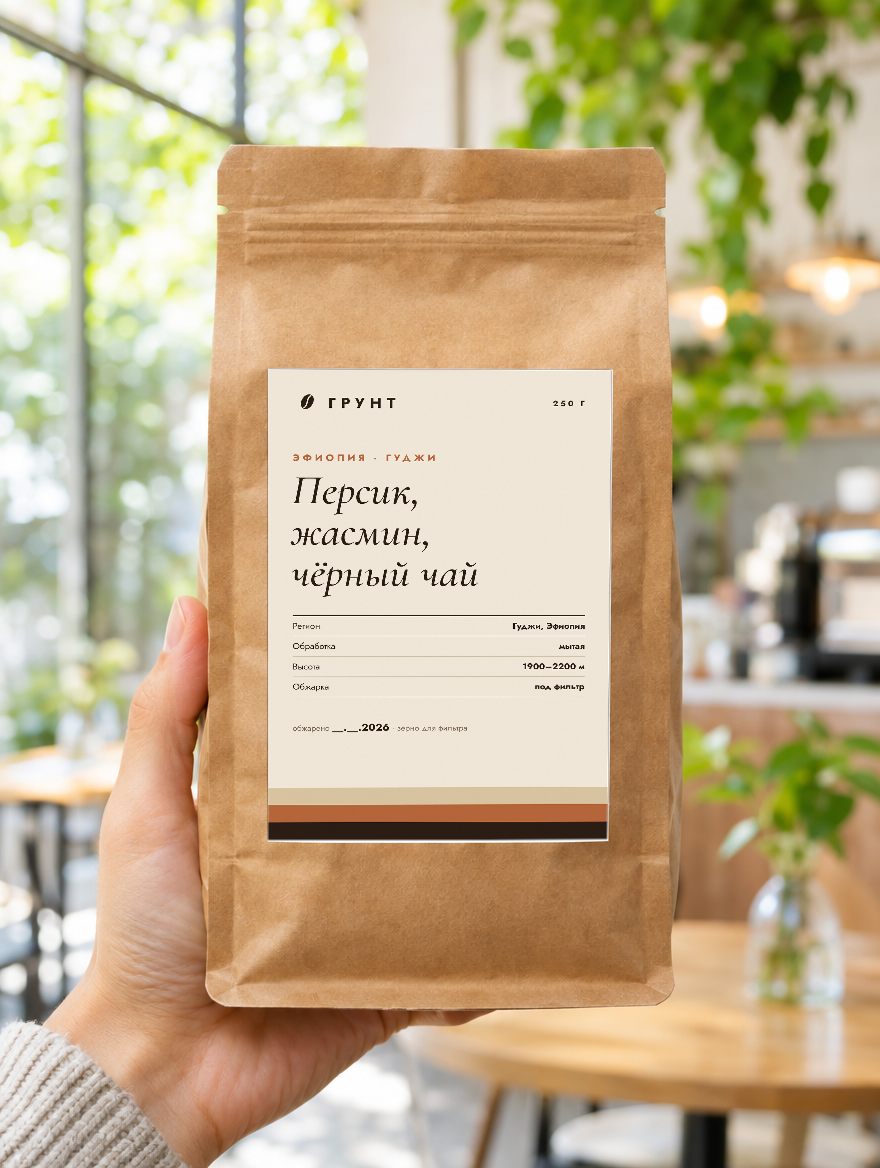 ГРУНТ 250 Г
ЭФИОПИЯ · ГУДЖИ
Персик,
жасмин,
чёрный чай
Регион Гуджи, Эфиопия
Обработка мытая
Высота 1900–2200 м
Обжарка под фильтр
обжарено __.__.2026 · зерно для фильтра